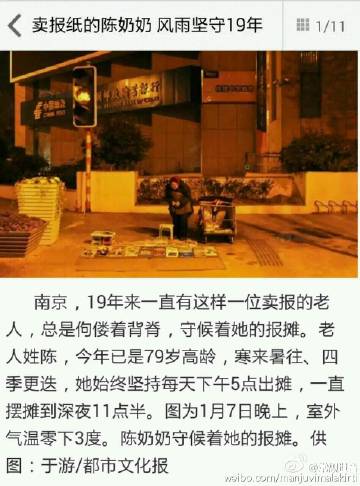 卖报纸的陈奶奶 风雨坚守19年
1/11
南京，19年来一直有这样一位卖报的老
人，总是佝偻着背脊，守候着她的报摊。老
人姓陈，今年已是79岁高龄，寒来暑往、四
季更迭，她始终坚持每天下午5点出摊，一直
摆摊到深夜11点半。图为1月7日晚上，室外
气温零下3度。陈奶奶守候着她的报摊。供
图：于游/都市文化报
weibo.com/manjuvimalakirti